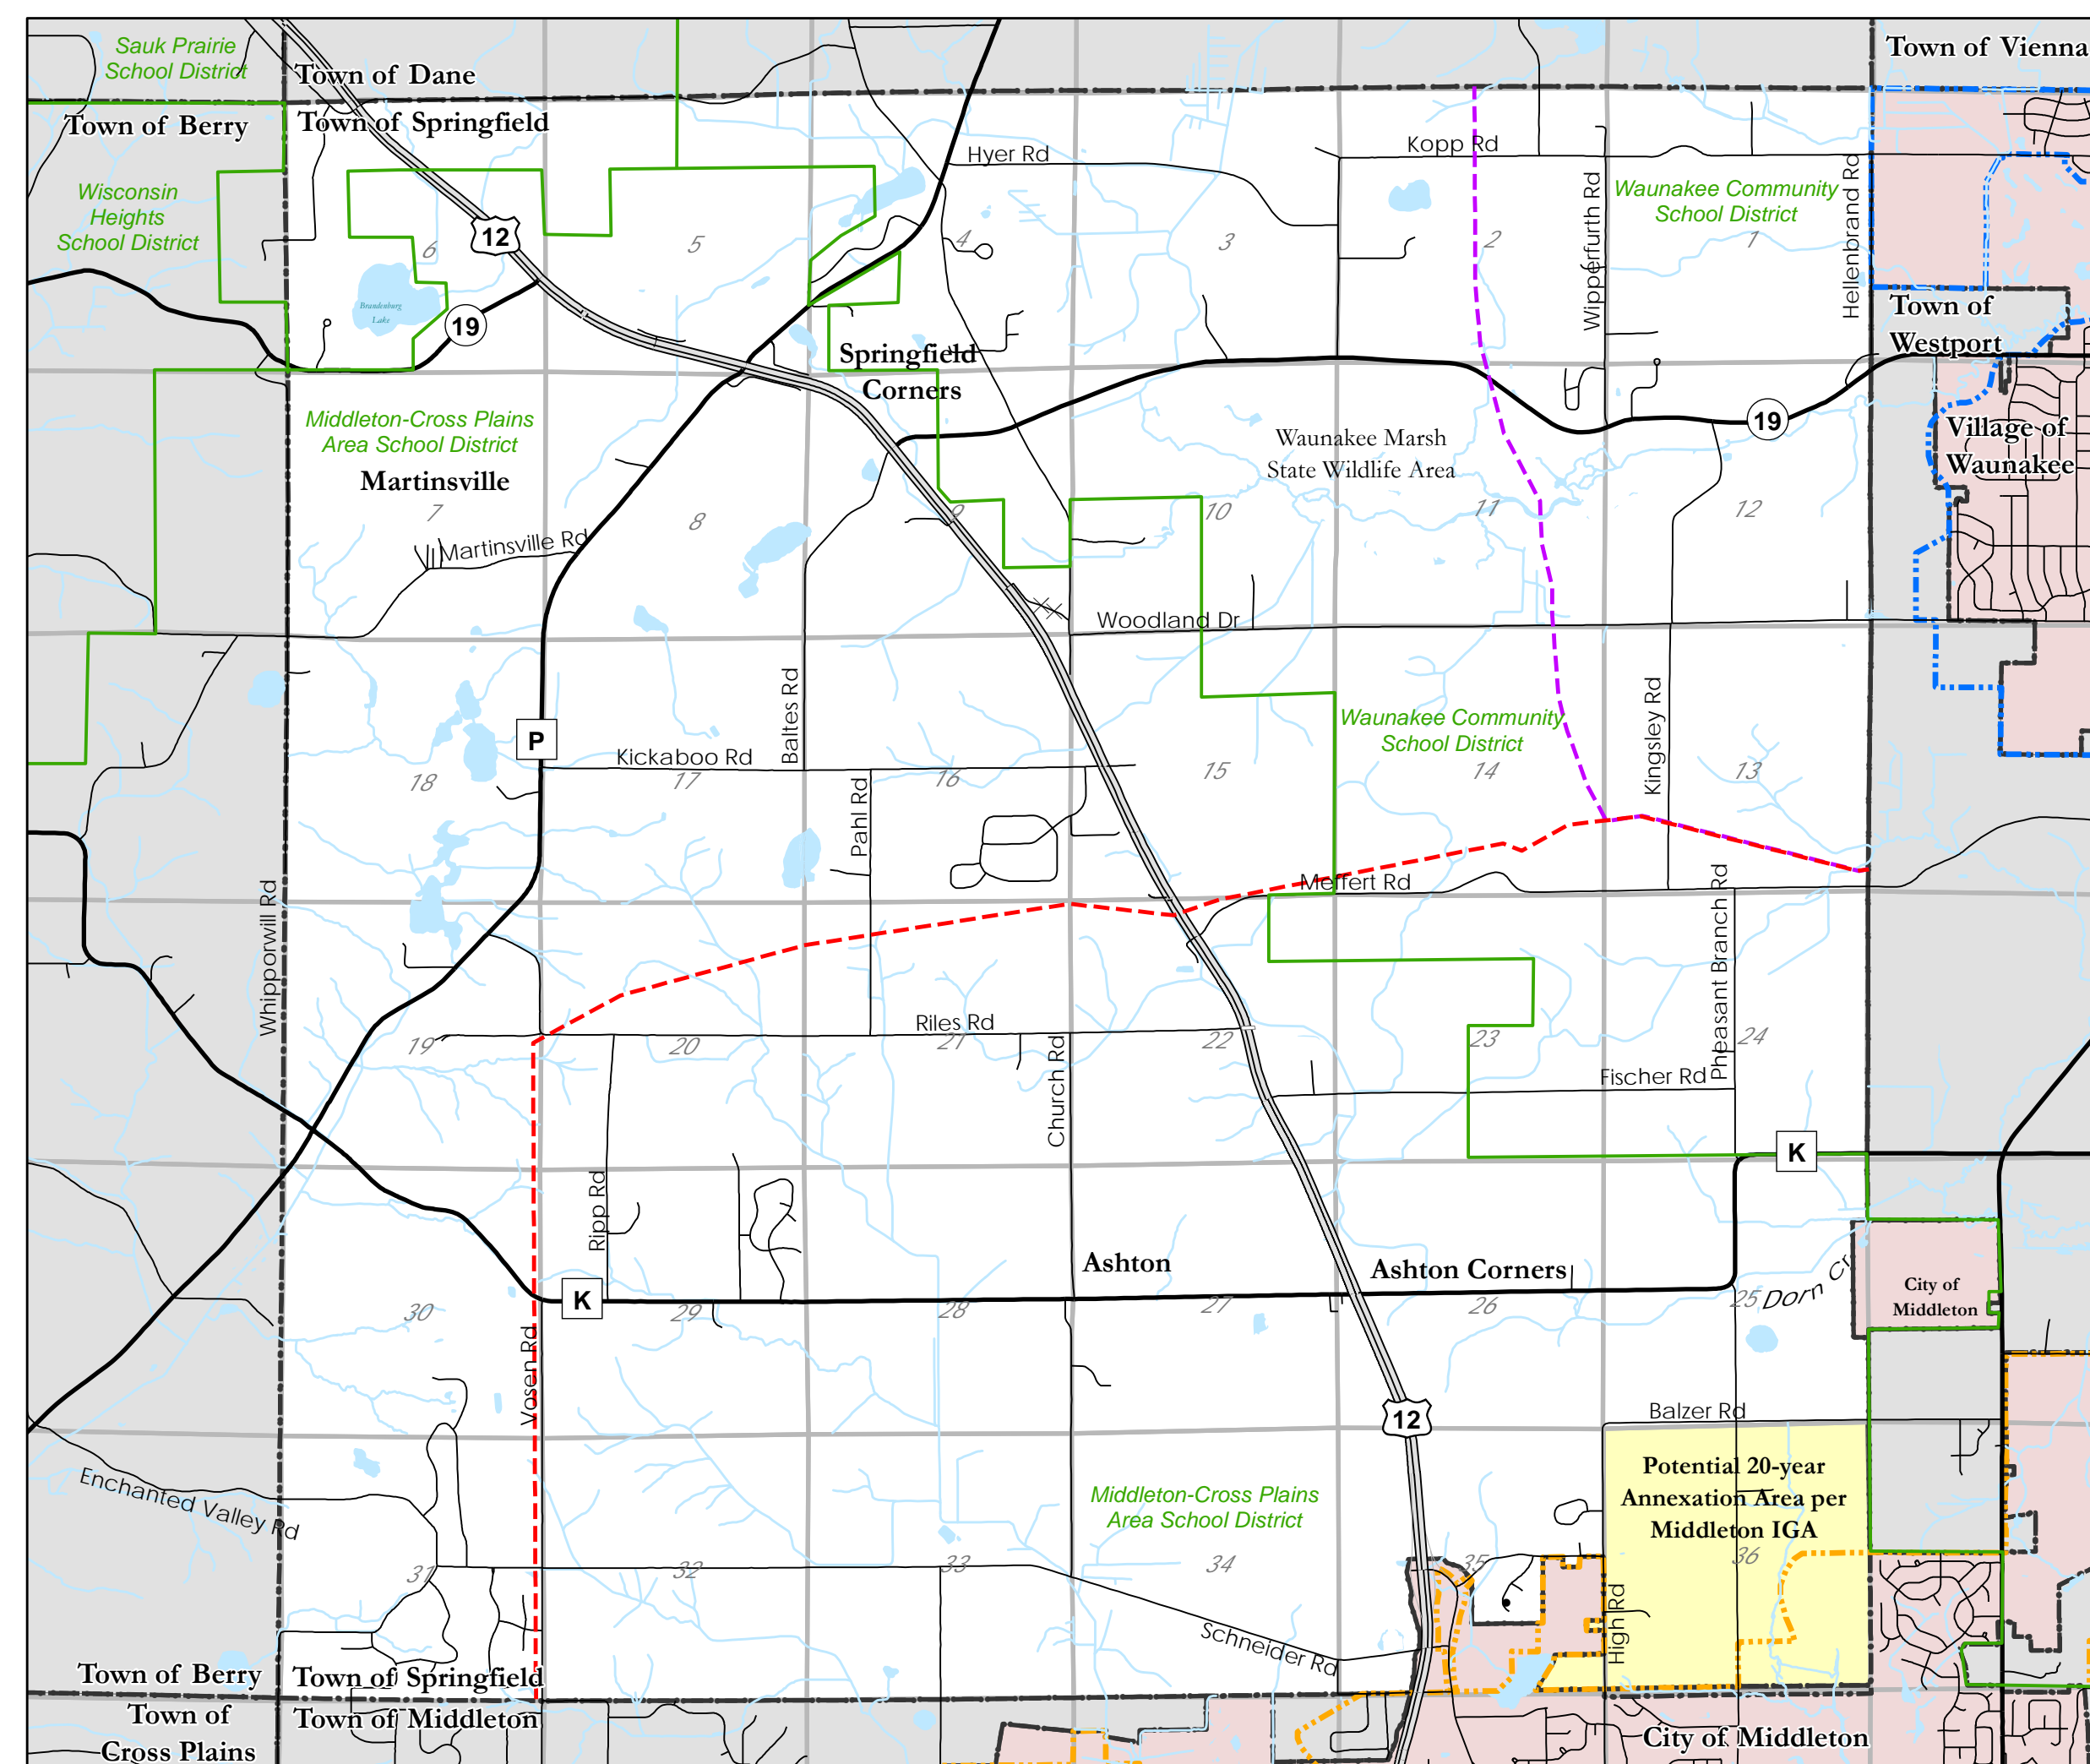 Sauk Prairie
School District
Town of Dane
Town of Vienna
Town of Berry
Town of Springfield
Hyer Rd
Kopp Rd
Wisconsin
Heights
School District
Waunakee Community
School District
Wipperfurth Rd
Hellenbrand Rd
12
6
5
4
3
2
1
Brandenburg
Lake
19
Town of
Westport
Springfield
Corners
Middleton-Cross Plains
Area School District
Martinsville
Waunakee Marsh
State Wildlife Area
19
Village of
Waunakee
7
8
9
10
11
12
Martinsville Rd
Woodland Dr
Baltes Rd
Kingsley Rd
P
Kickaboo Rd
Waunakee Community
School District
18
17
16
15
14
13
Pahl Rd
Meffert Rd
Whipporwill Rd
Pheasant Branch Rd
Riles Rd
19
20
21
22
23
24
Church Rd
Fischer Rd
K
Ripp Rd
Ashton
Ashton Corners
Dorn Cr
City of
Middleton
K
30
29
28
27
26
25
Vosen Rd
12
Balzer Rd
Enchanted Valley Rd
Middleton-Cross Plains
Area School District
Potential 20-year
Annexation Area per
Middleton IGA
31
32
33
34
35
36
High Rd
Schneider Rd
Town of Berry
Town of Springfield
Town of
Cross Plains
Town of Middleton
City of Middleton